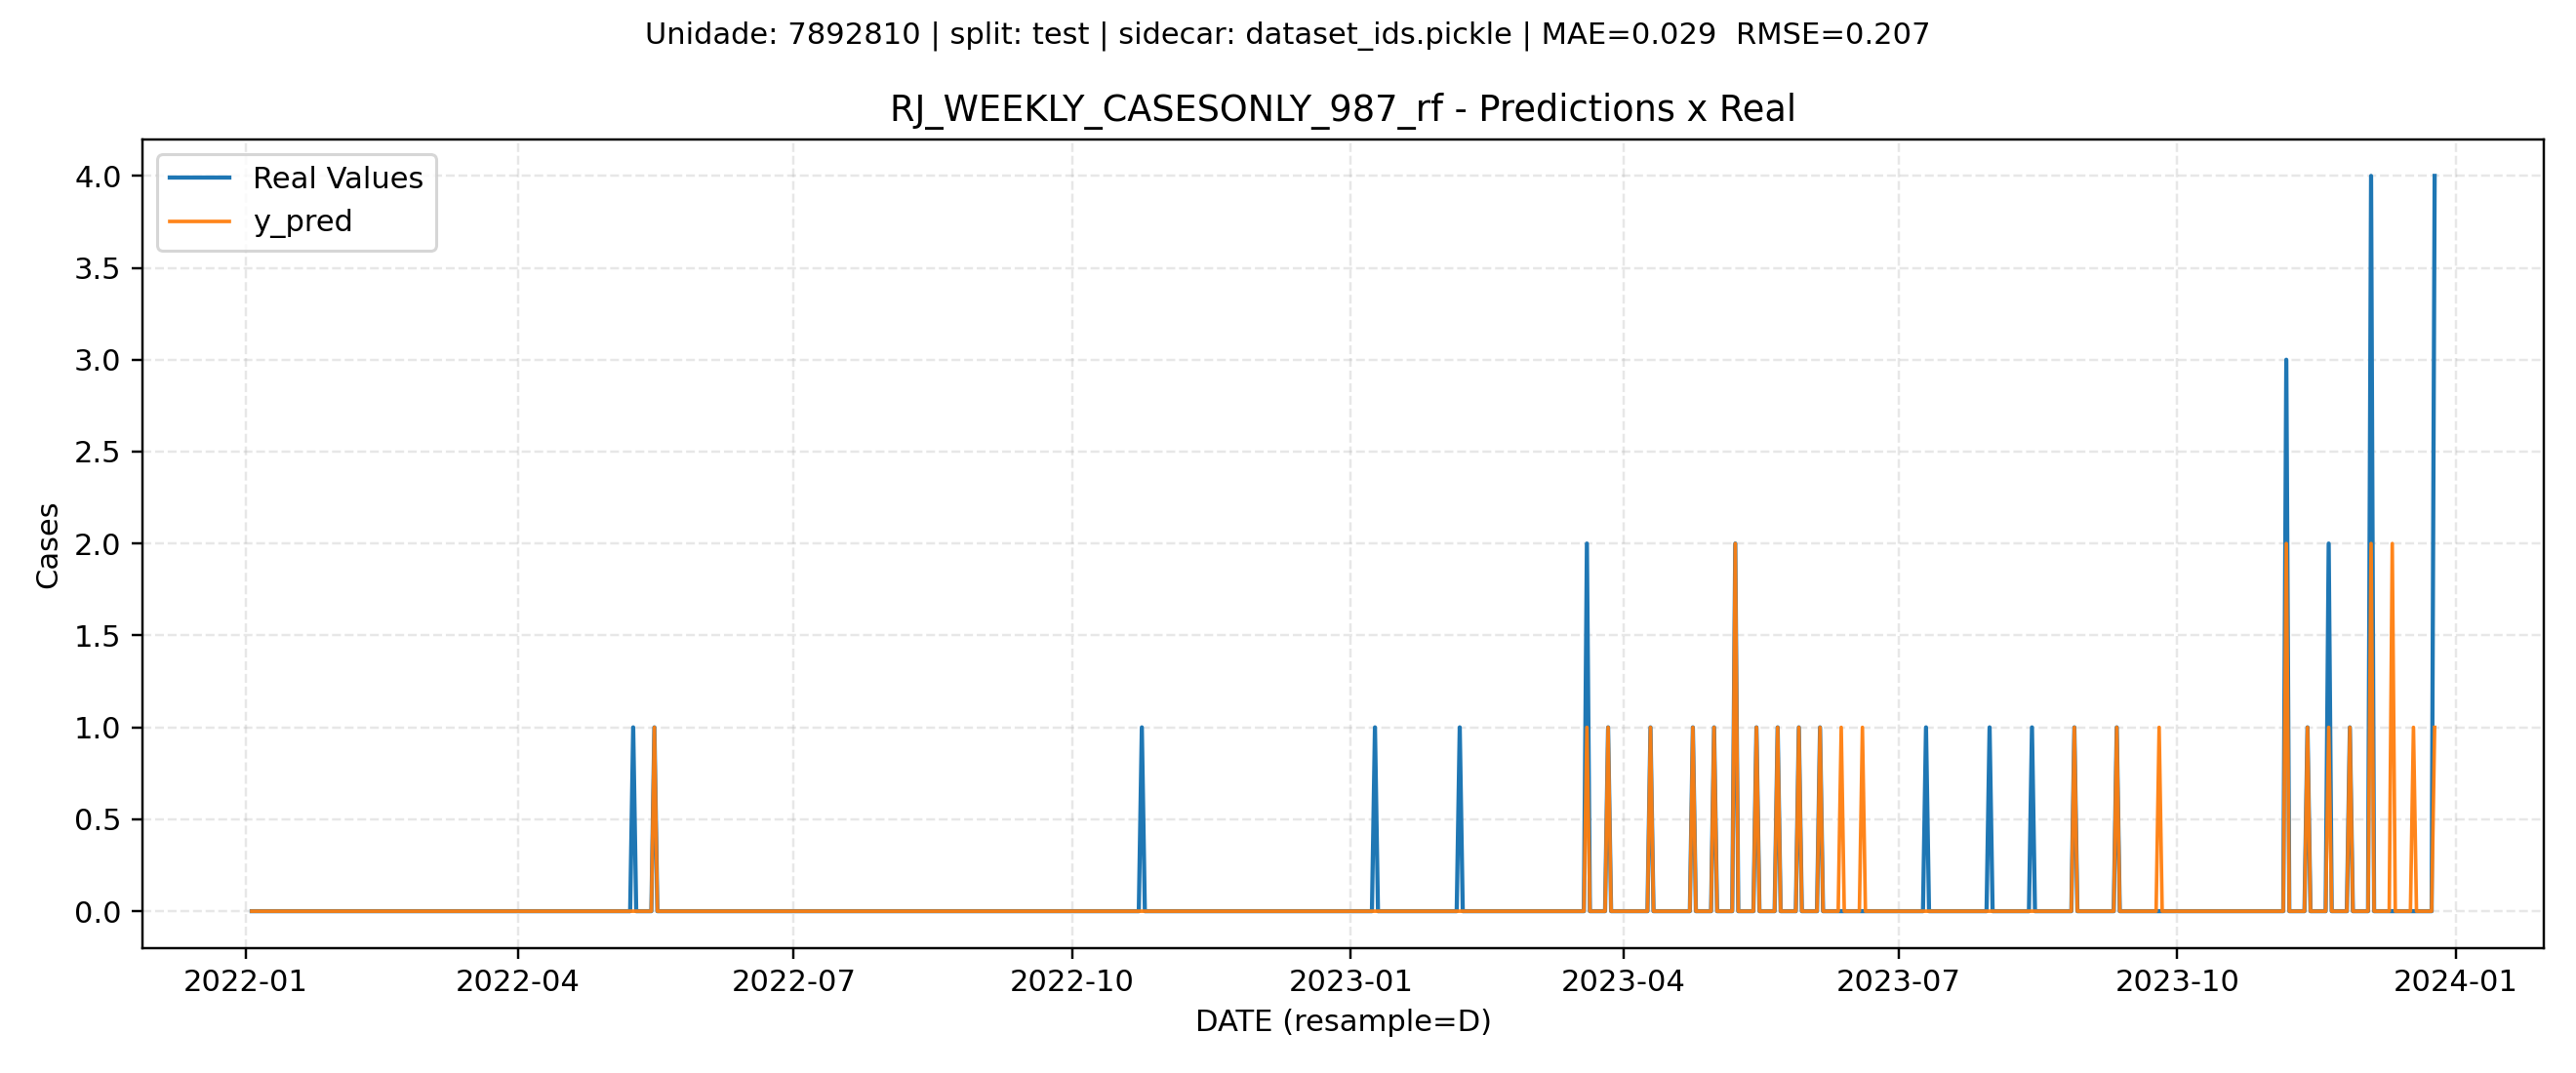 Unidade: 7892810 | split: test | sidecar: dataset_ids.pickle | MAE=0.029  RMSE=0.207
RJ_WEEKLY_CASESONLY_987_rf - Predictions x Real
Real Values
y_pred
4.0
3.5
3.0
2.5
2.0
1.5
1.0
0.5
0.0
Cases
2022-01 2022-04 2022-07 2022-10 2023-01 2023-04 2023-07 2023-10 2024-01
DATE (resample=D)